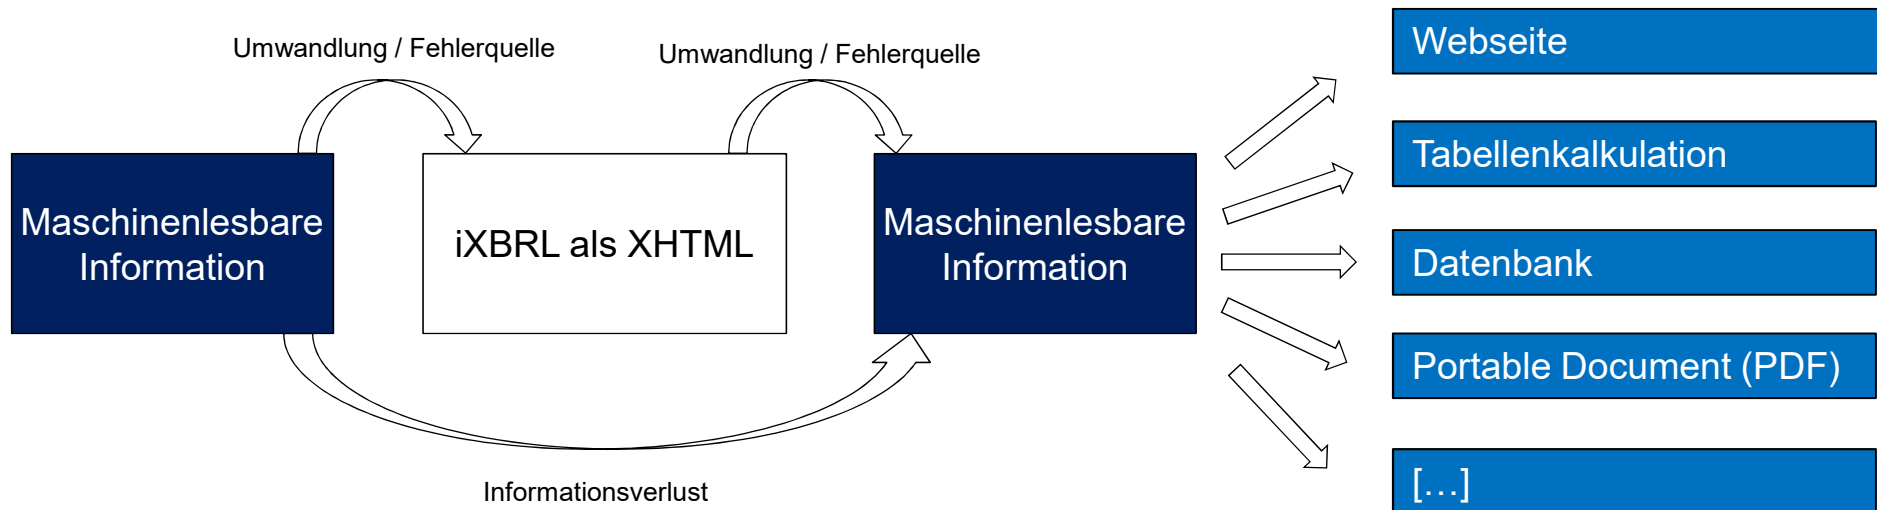 Umwandlung / Fehlerquelle
Umwandlung / Fehlerquelle
Maschinenlesbare
Information
iXBRL als XHTML
Maschinenlesbare
Information
Informationsverlust
Webseite
Tabellenkalkulation
Datenbank
Portable Document (PDF)
[…]